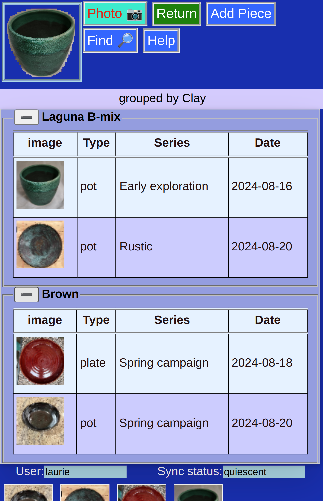 Photo 📷 Return Add Piece
Find 🔎 Help
grouped by Clay
Laguna B-mix
image Type Series Date
pot Early exploration 2024-08-16
pot Rustic 2024-08-20
Brown
image Type Series Date
plate Spring campaign 2024-08-18
pot Spring campaign 2024-08-20
User: laurie Sync status: quiescent